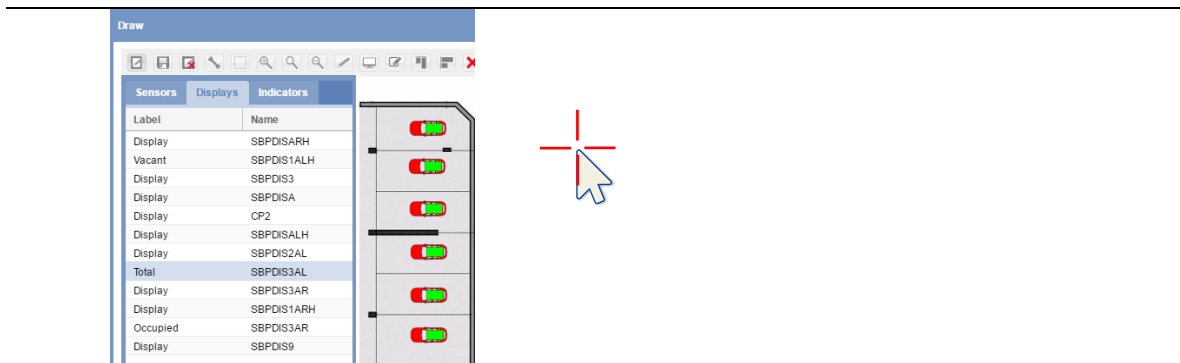 Draw
Sensors Displays Indicators
Label Name
Display SBPDISARH
Vacant SBPDIS1ALH
Display SBPDIS3
Display SBPDISA
Display CP2
Display SBPDISALH
Display SBPDIS2AL
Total SBPDIS3AL
Display SBPDIS3AR
Display SBPDIS1ARH
Occupied SBPDIS3AR
Display SBPDIS9